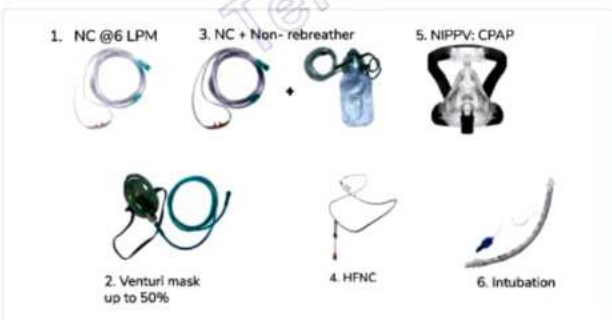 1. NC @6 LPM
3. NC + Non- rebreather
5. NIPPV: CPAP
+
2. Venturi mask
up to 50%
4. HFNC
6. Intubation